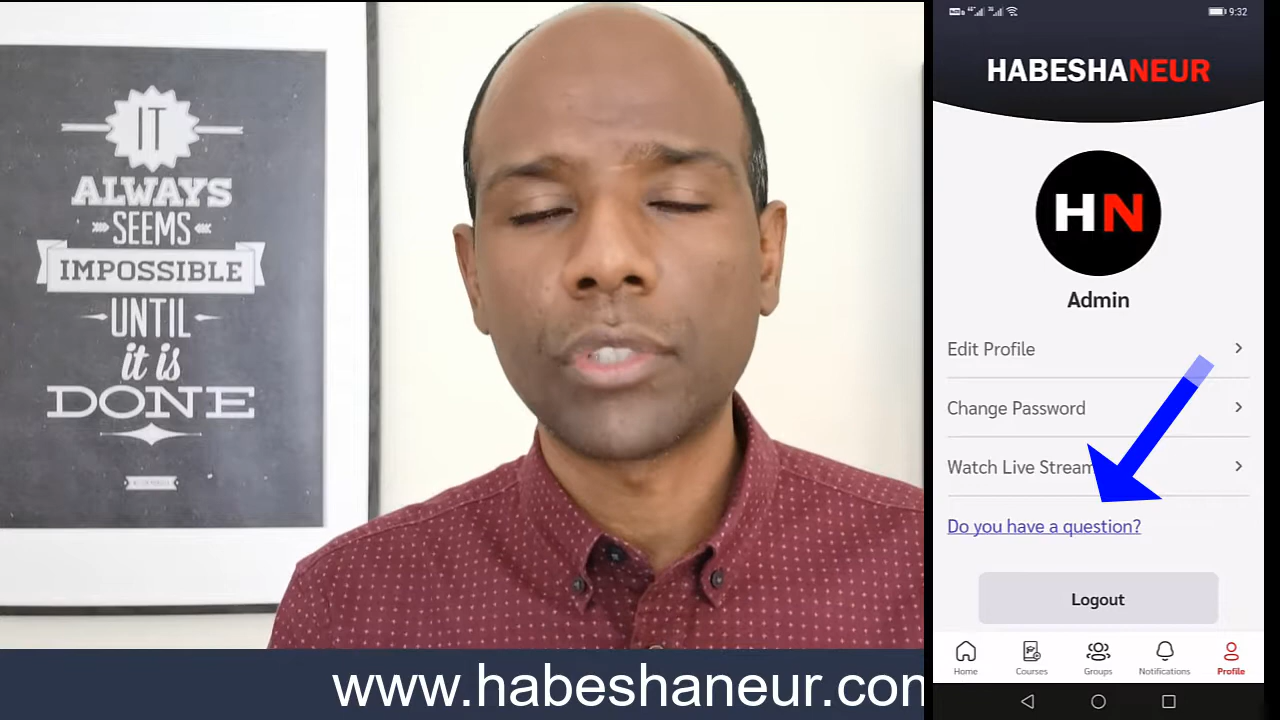 IT
ALWAYS
SEEMS
IMPOSSIBLE
UNTIL
it is
DONE
www.habeshaneur.com
9:32
HABESHANEUR
HN
Admin
Edit Profile
Change Password
Watch Live Stream
Do you have a question?
Logout
Home
Courses
Groups
Notifications
Profile